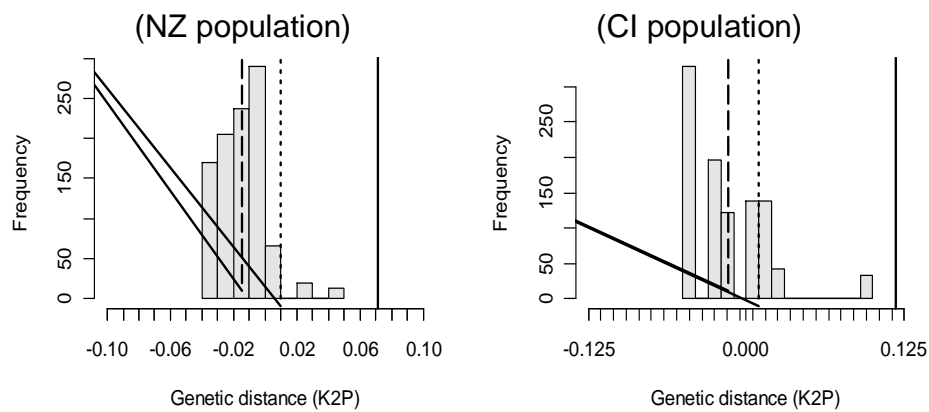 (NZ population)
(CI population)
Frequency
0
50
150
250
-0.10
-0.06
-0.02
0.02
0.06
0.10
Genetic distance (K2P)
Frequency
0
50
150
250
-0.125
0.000
0.125
Genetic distance (K2P)